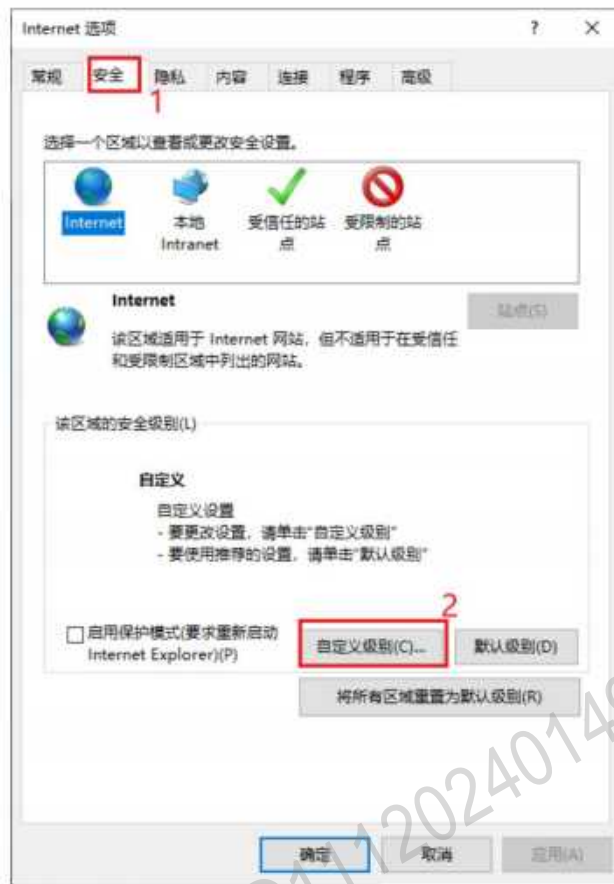 Internet 选项
? ×
常规 安全 隐私 内容 连接 程序 高级
1
选择一个区域以查看或更改安全设置。
Internet
本地
Intranet
受信任的站
点
受限制的站
点
Internet
站点(S)
该区域适用于 Internet 网站，但不适用于在受信任
和受限制区域中列出的网站。
该区域的安全级别(L)
自定义
自定义设置
- 要更改设置，请单击"自定义级别"
- 要使用推荐的设置，请单击"默认级别"
2
启用保护模式(要求重新启动
Internet Explorer)(P)
自定义级别(C)...
默认级别(D)
将所有区域重置为默认级别(R)
确定 取消 应用(A)